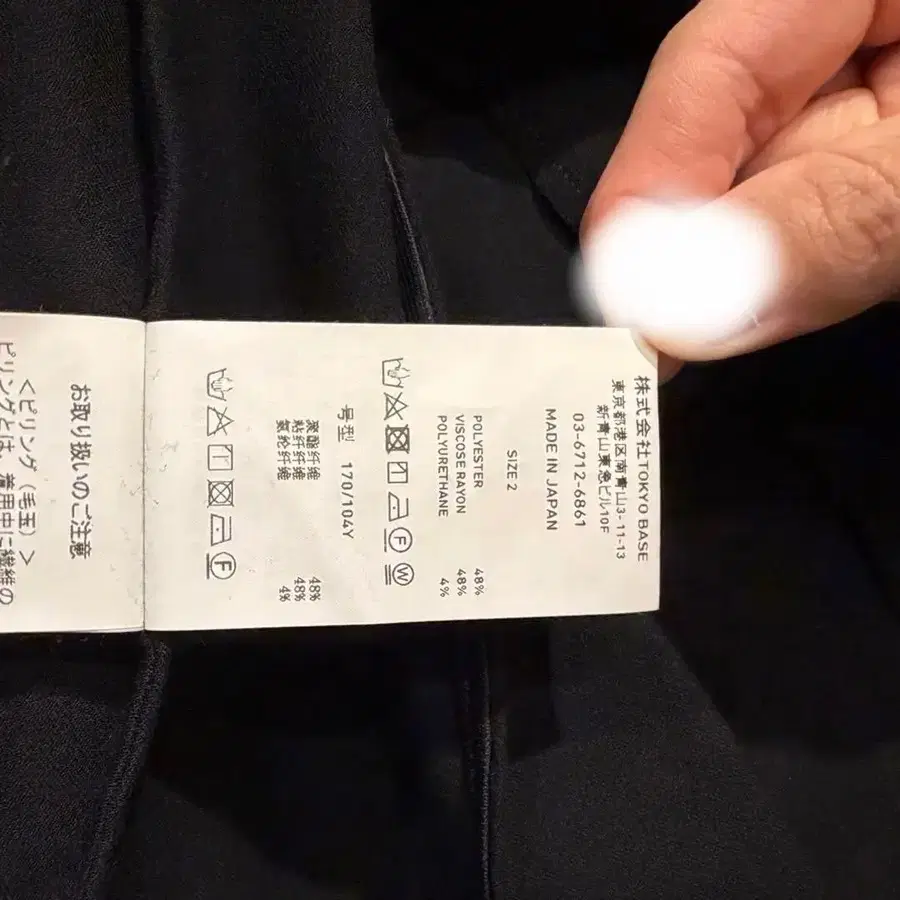 株式会社TOKYO BASE
東京都港区南青山3-11-13
新青山東急ビル10F
03-6712-6861
MADE IN JAPAN
SIZE 2
POLYESTER 48%
VISCOSE RAYON 48%
POLYURETHANE 4%
F
W
号型 170/104Y
聚酯纤维 48%
粘纤纤维 48%
氨纶纤维 4%
F
お取り扱いのご注意
<ピリング(毛玉)>
ピリングとは、着用中に繊維の